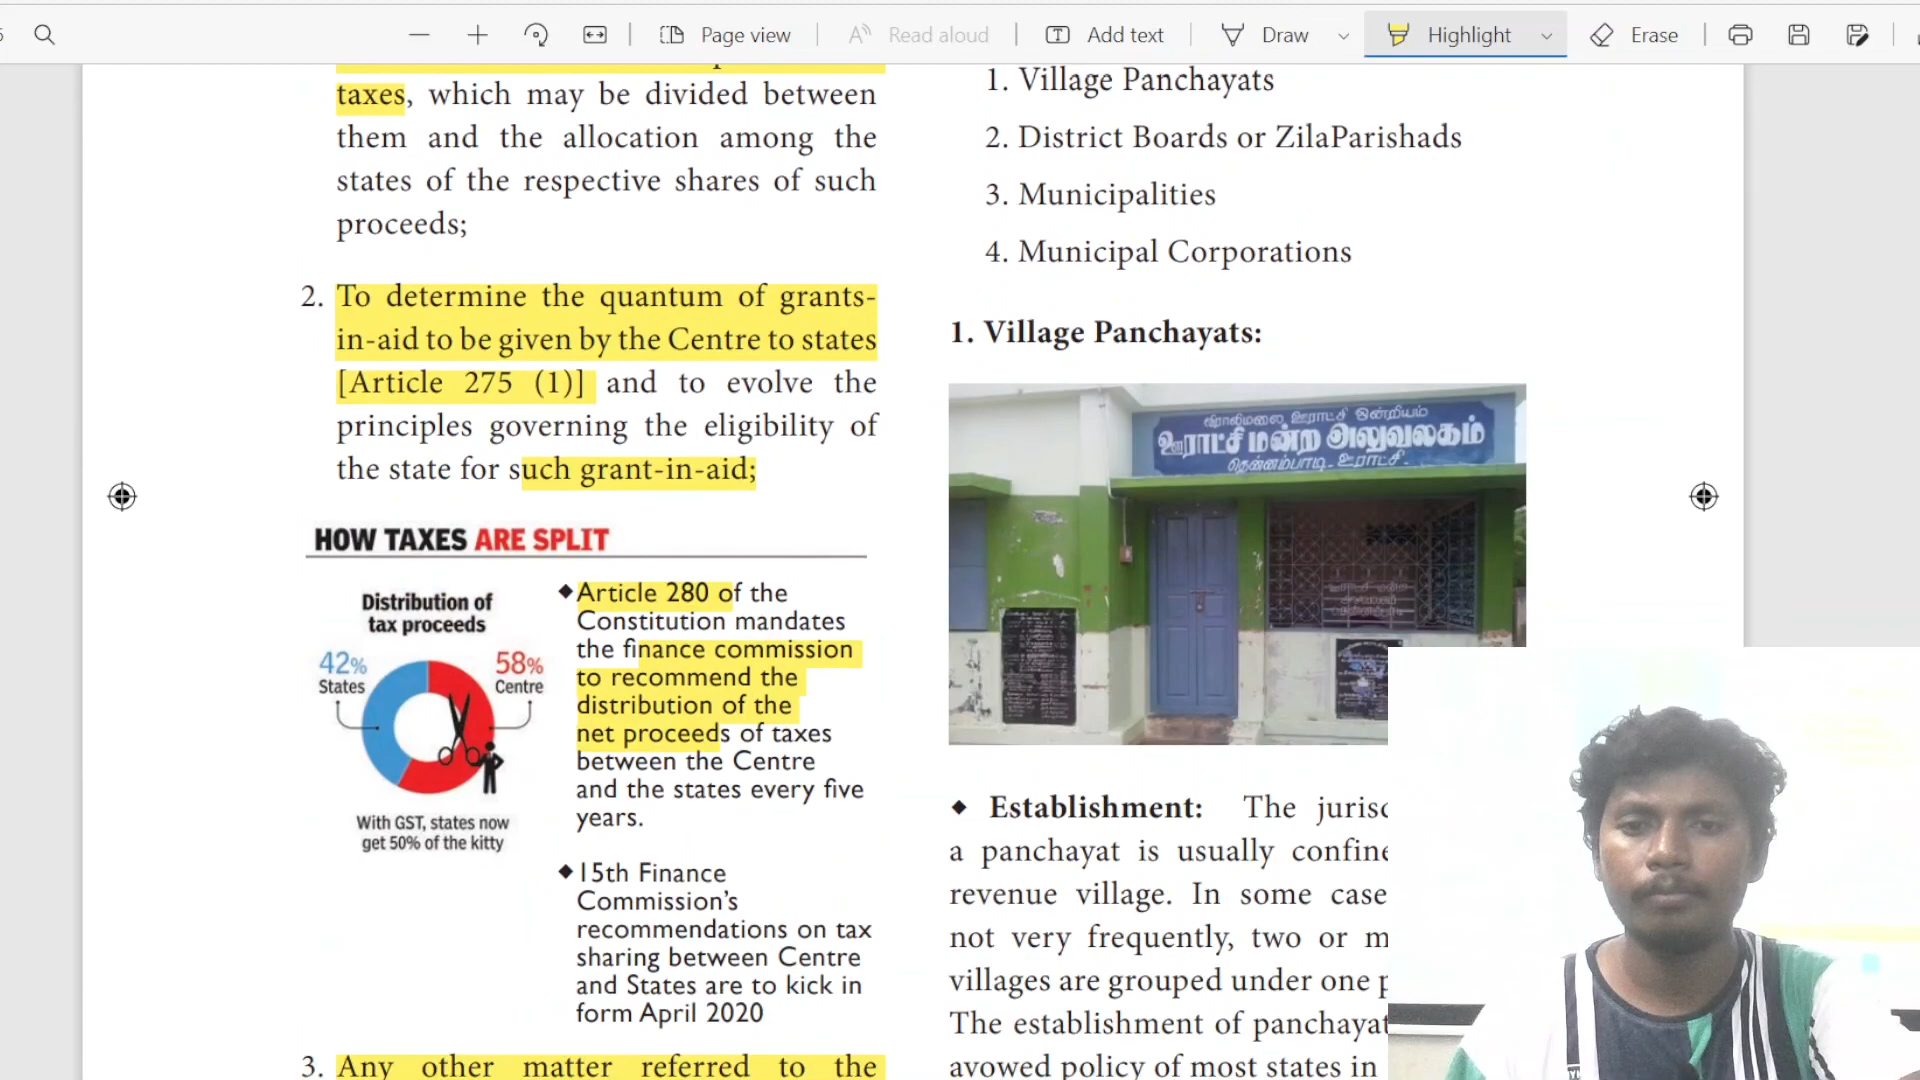 Page view
Read aloud
Add text
Draw
Highlight
Erase
taxes, which may be divided between
them and the allocation among the
states of the respective shares of such
proceeds;
2. To determine the quantum of grants-
in-aid to be given by the Centre to states
[Article 275 (1)] and to evolve the
principles governing the eligibility of
the state for such grant-in-aid;
HOW TAXES ARE SPLIT
Distribution of
tax proceeds
42%
States
58%
Centre
With GST, states now
get 50% of the kitty
◆Article 280 of the
Constitution mandates
the finance commission
to recommend the
distribution of the
net proceeds of taxes
between the Centre
and the states every five
years.
◆15th Finance
Commission's
recommendations on tax
sharing between Centre
and States are to kick in
form April 2020
3. Any other matter referred to the
1. Village Panchayats
2. District Boards or ZilaParishads
3. Municipalities
4. Municipal Corporations
1. Village Panchayats:
விராலிமலை ஊராட்சி ஒன்றியம்
ஊராட்சி மன்ற அலுவலகம்
தென்னம்பாடி - ஊராட்சி.
◆ Establishment: The jurisc
a panchayat is usually confine
revenue village. In some case
not very frequently, two or m
villages are grouped under one p
The establishment of panchayat
avowed policy of most states in